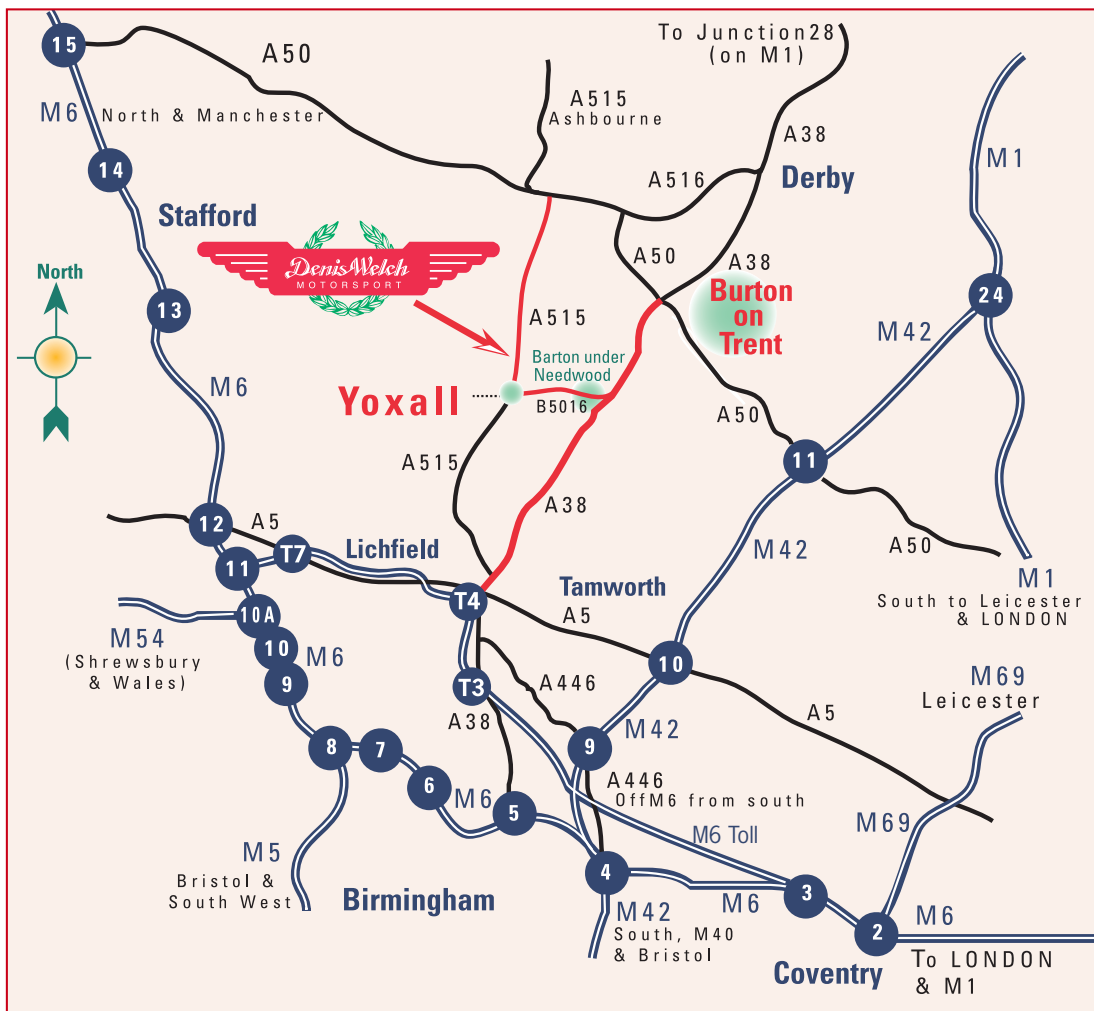 15
A50
To Junction28
(on M1)
M6
North & Manchester
A515
Ashbourne
A38
M1
14
A516
Derby
Stafford
North
Denis Welch
MOTORSPORT
A50
A38
Burton
on
Trent
24
13
A515
M42
Barton under
Needwood
M6
Yoxall
B5016
A50
A515
11
A38
12
A5
M42
T7
Lichfield
A50
11
M1
South to Leicester
& LONDON
T4
Tamworth
10A
A5
M54
(Shrewsbury
& Wales)
10
M6
10
9
T3
A446
M69
Leicester
A38
M42
A5
8
7
9
6
A446
OffM6 from south
M6
5
M6 Toll
M69
M5
Bristol &
South West
4
Birmingham
M6
3
M42
South, M40
& Bristol
2
M6
Coventry
To LONDON
& M1